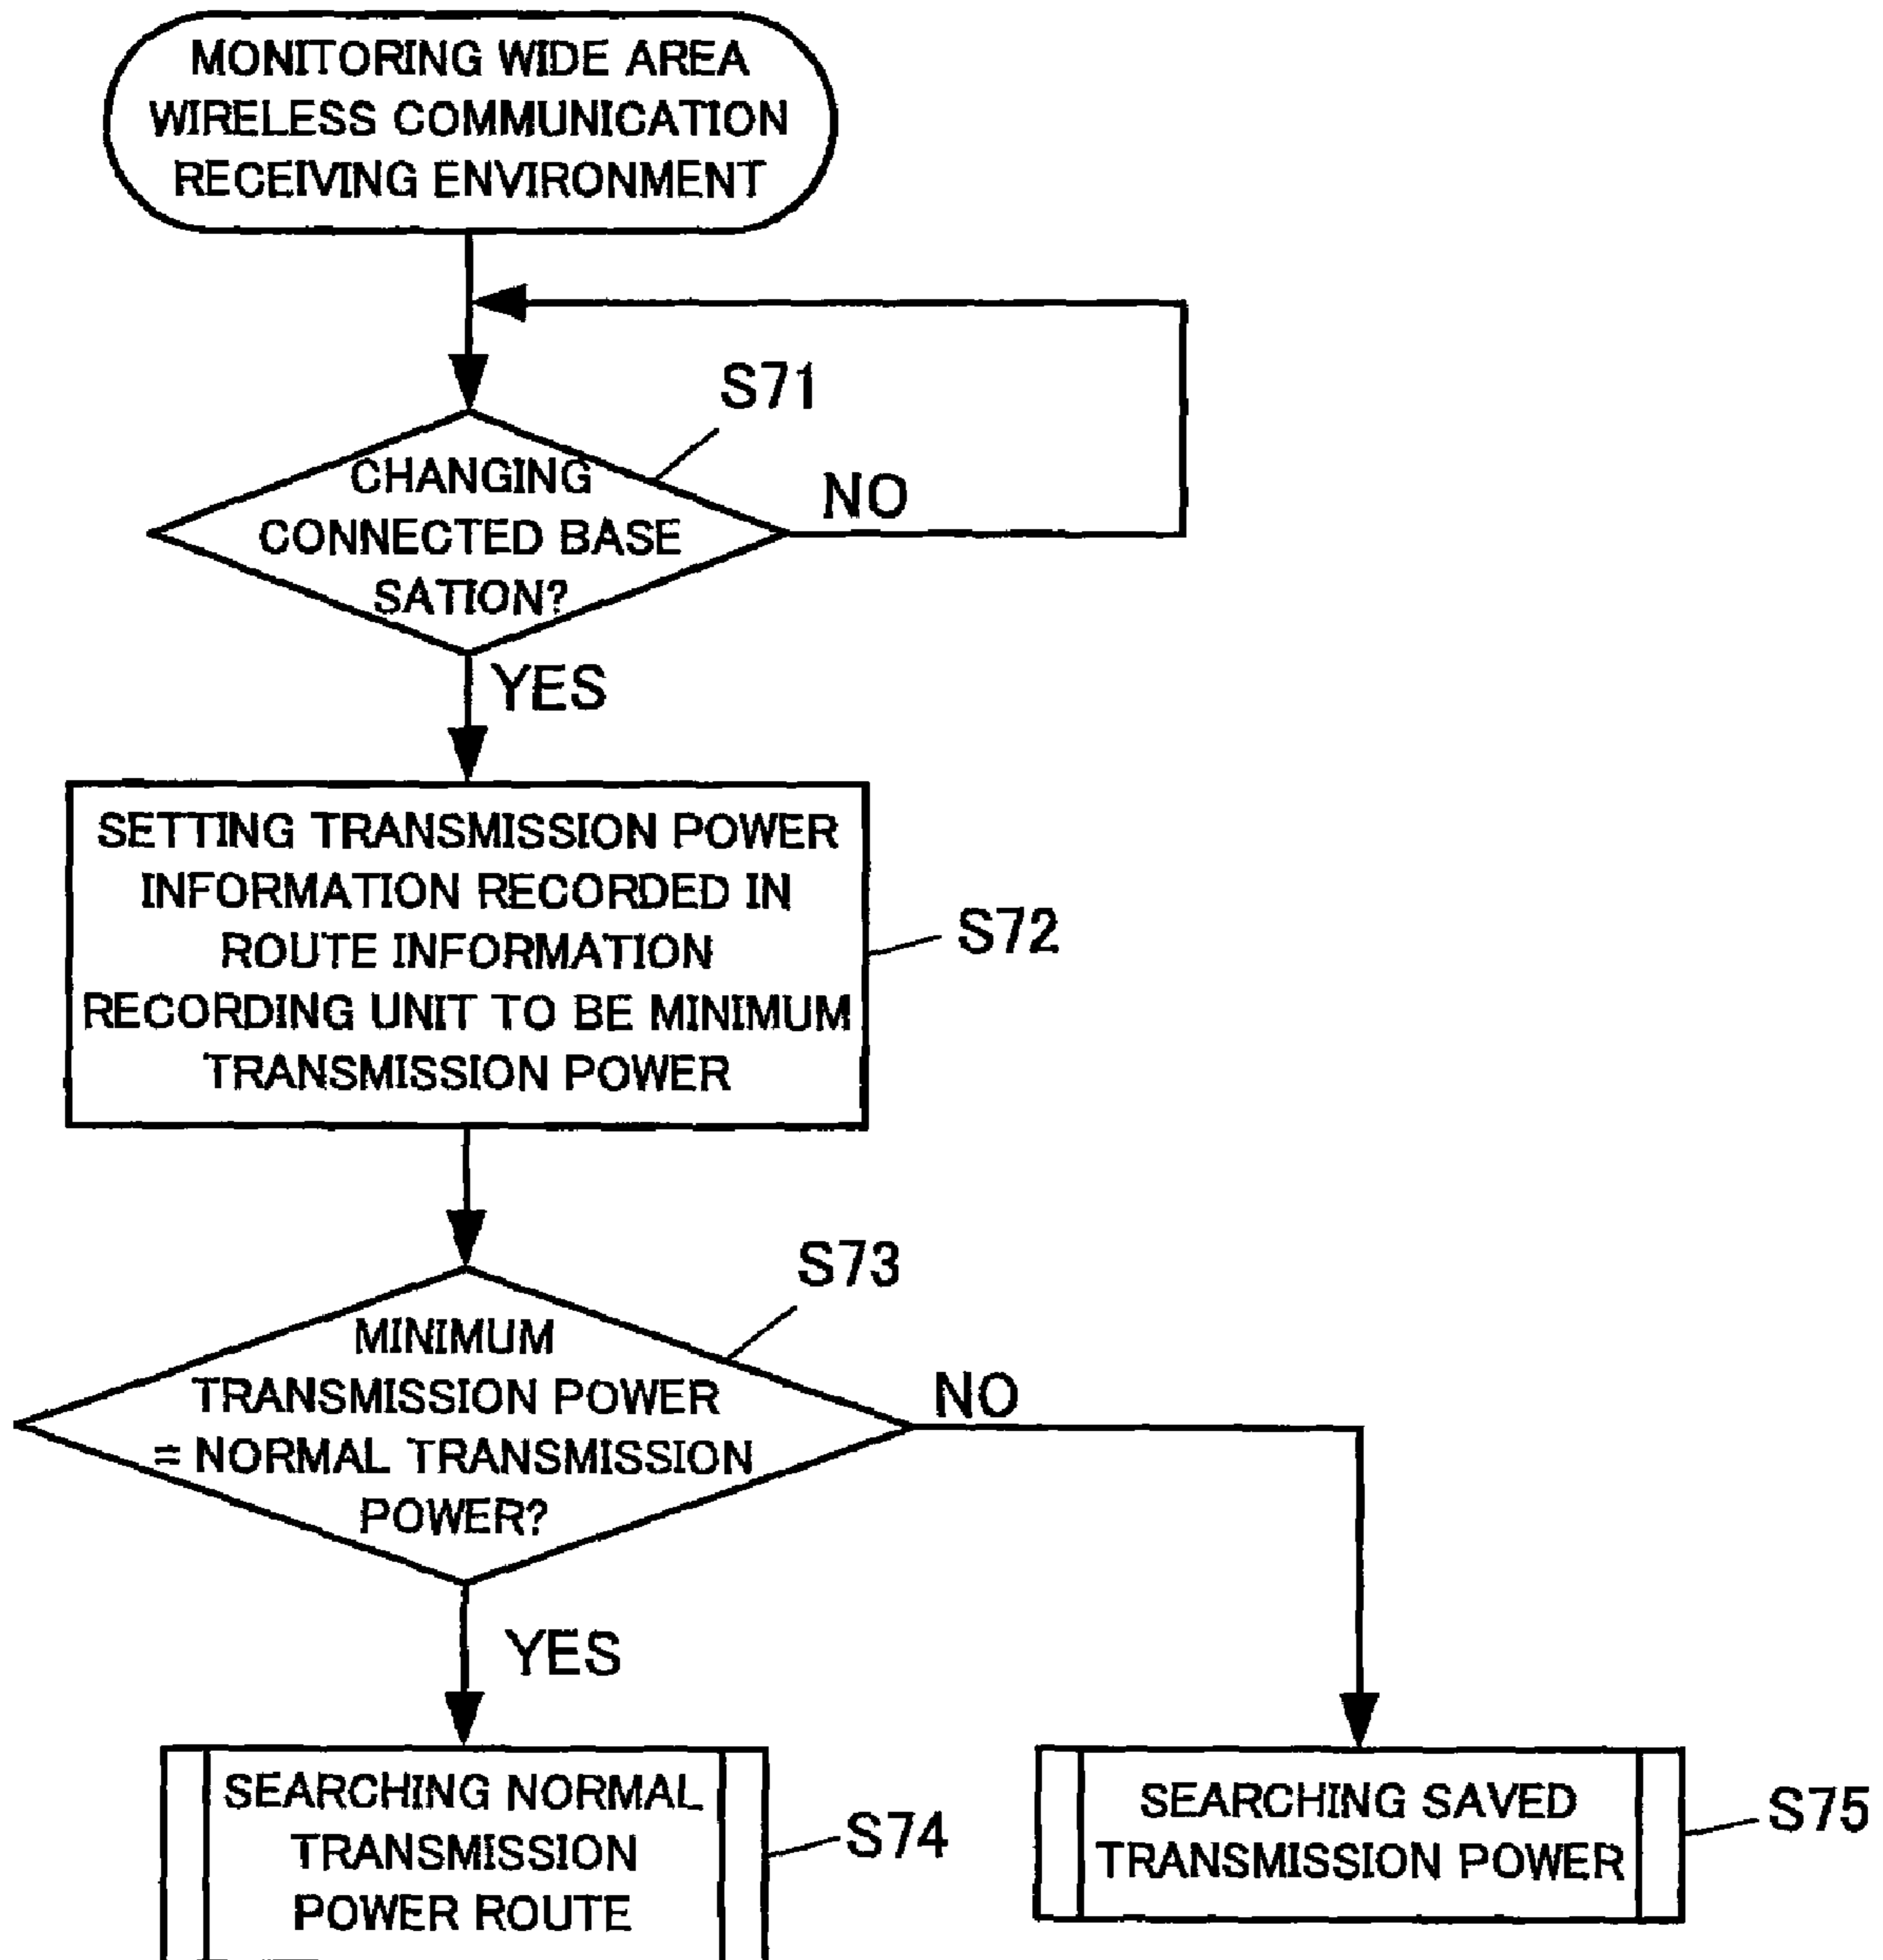 MONITORING WIDE AREA
WIRELESS COMMUNICATION
RECEIVING ENVIRONMENT
S71
CHANGING
CONNECTED BASE
SATION?
NO
YES
SETTING TRANSMISSION POWER
INFORMATION RECORDED IN
ROUTE INFORMATION
RECORDING UNIT TO BE MINIMUM
TRANSMISSION POWER
S72
S73
MINIMUM
TRANSMISSION POWER
= NORMAL TRANSMISSION
POWER?
NO
YES
SEARCHING NORMAL
TRANSMISSION
POWER ROUTE
S74
SEARCHING SAVED
TRANSMISSION POWER
S75